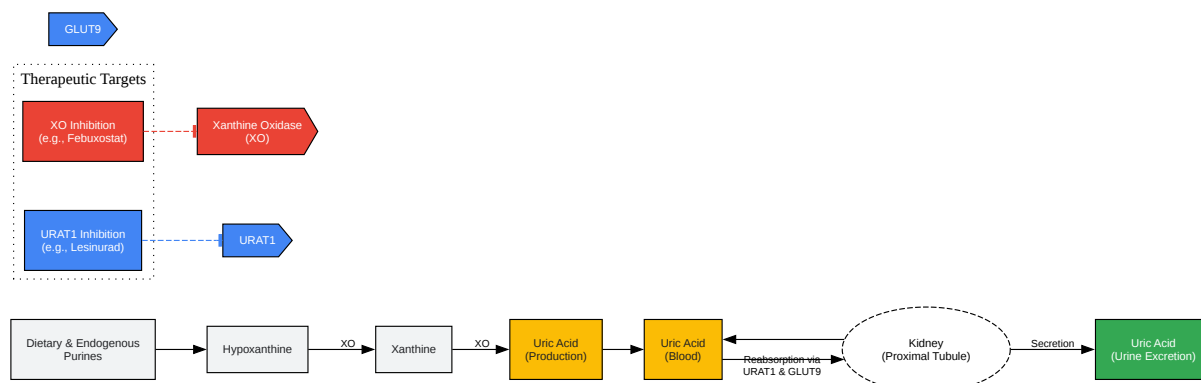 GLUT9
Therapeutic Targets
XO Inhibition
(e.g., Febuxostat)
Xanthine Oxidase
(XO)
URAT1 Inhibition
(e.g., Lesinurad)
URAT1
Dietary & Endogenous
Purines
Hypoxanthine
XO
Xanthine
XO
Uric Acid
(Production)
Uric Acid
(Blood)
Reabsorption via
URAT1 & GLUT9
Kidney
(Proximal Tubule)
Secretion
Uric Acid
(Urine Excretion)